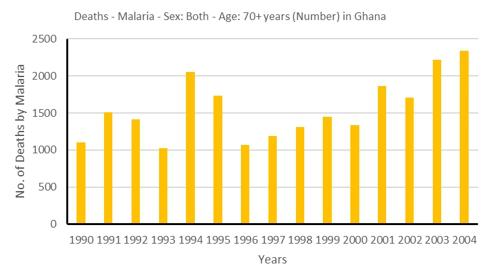 Deaths - Malaria - Sex: Both - Age: 70+ years (Number) in Ghana
2500
2000
1500
1000
500
0
No. of Deaths by Malaria
1990 1991 1992 1993 1994 1995 1996 1997 1998 1999 2000 2001 2002 2003 2004
Years